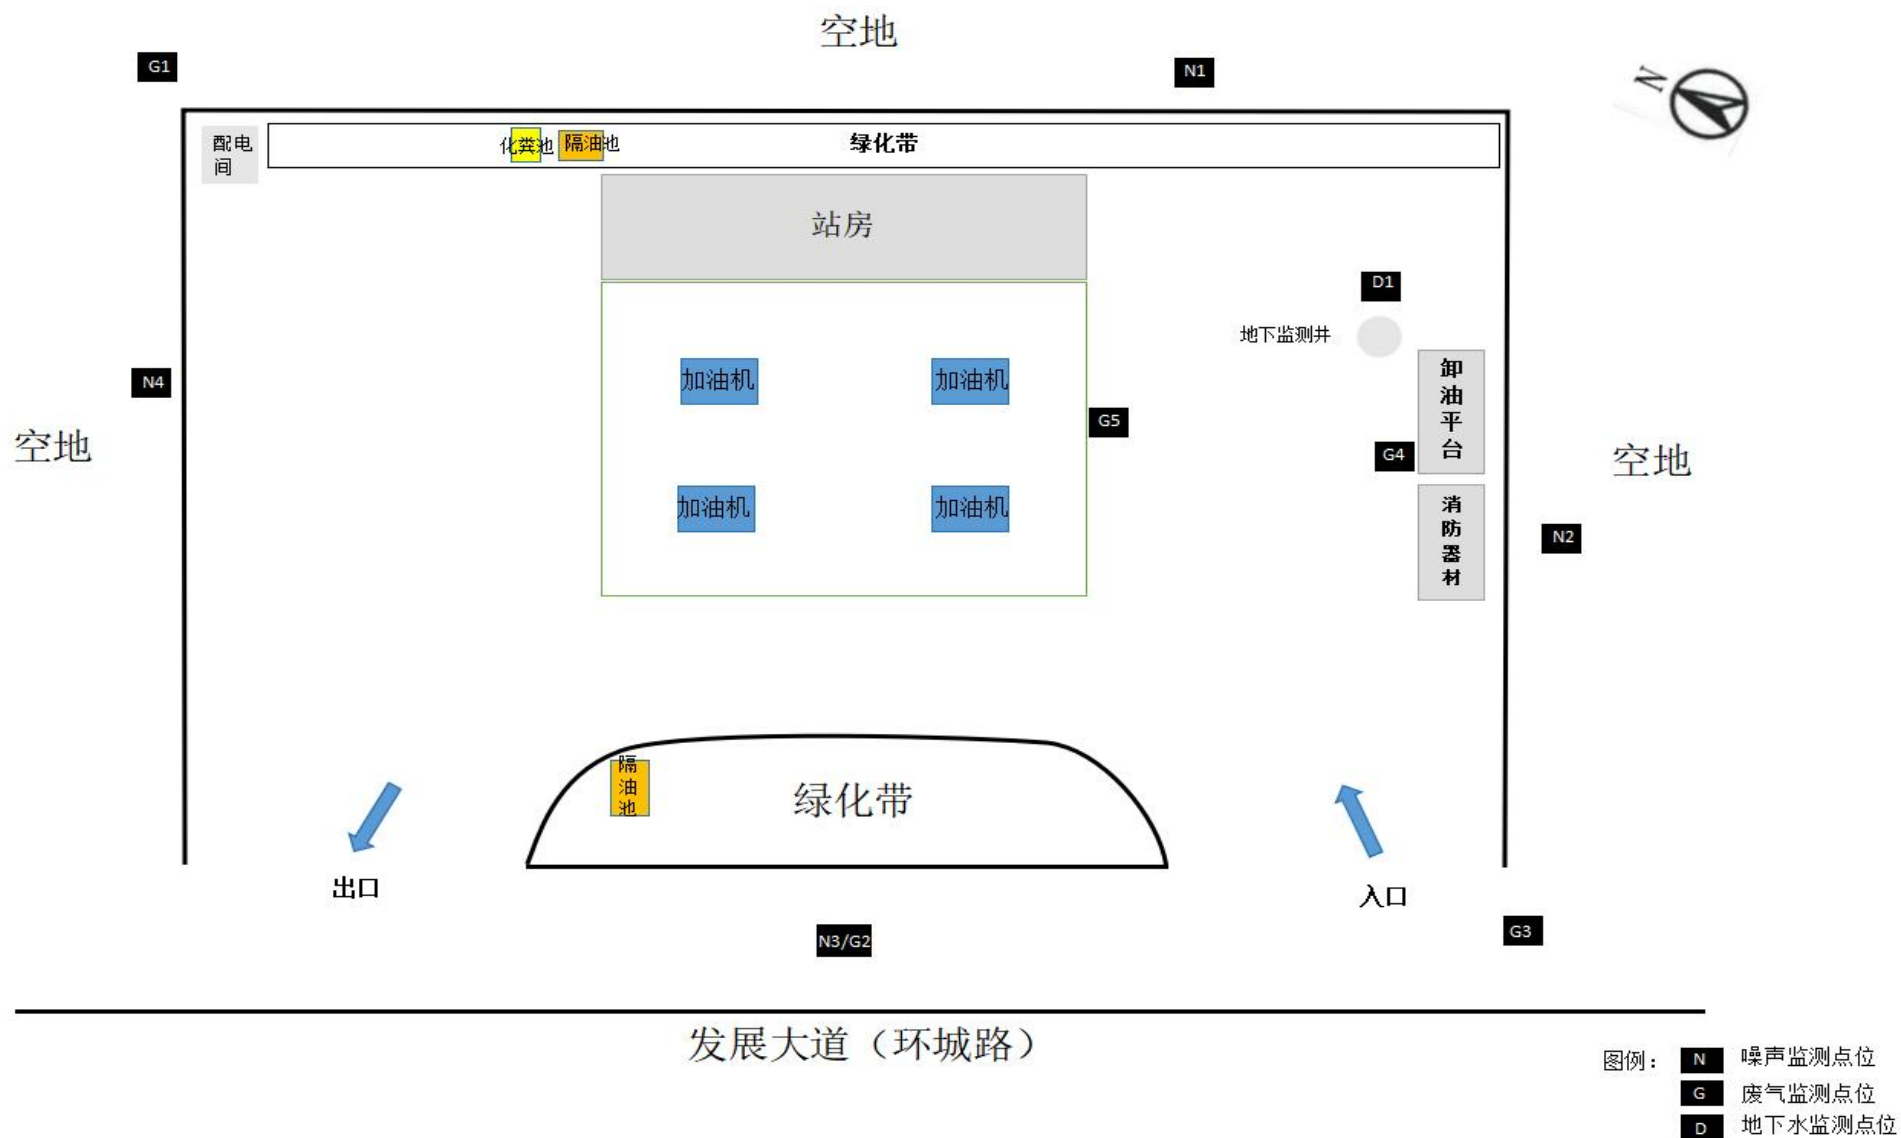 空地
G1
N1
N
配电
间
化粪池
隔油池
绿化带
站房
D1
地下监测井
N4
加油机
加油机
卸
油
平
台
G5
G4
空地
空地
加油机
加油机
消
防
器
材
N2
隔
油
池
绿化带
出口
入口
N3/G2
G3
发展大道（环城路）
图例：
N 噪声监测点位
G 废气监测点位
D 地下水监测点位